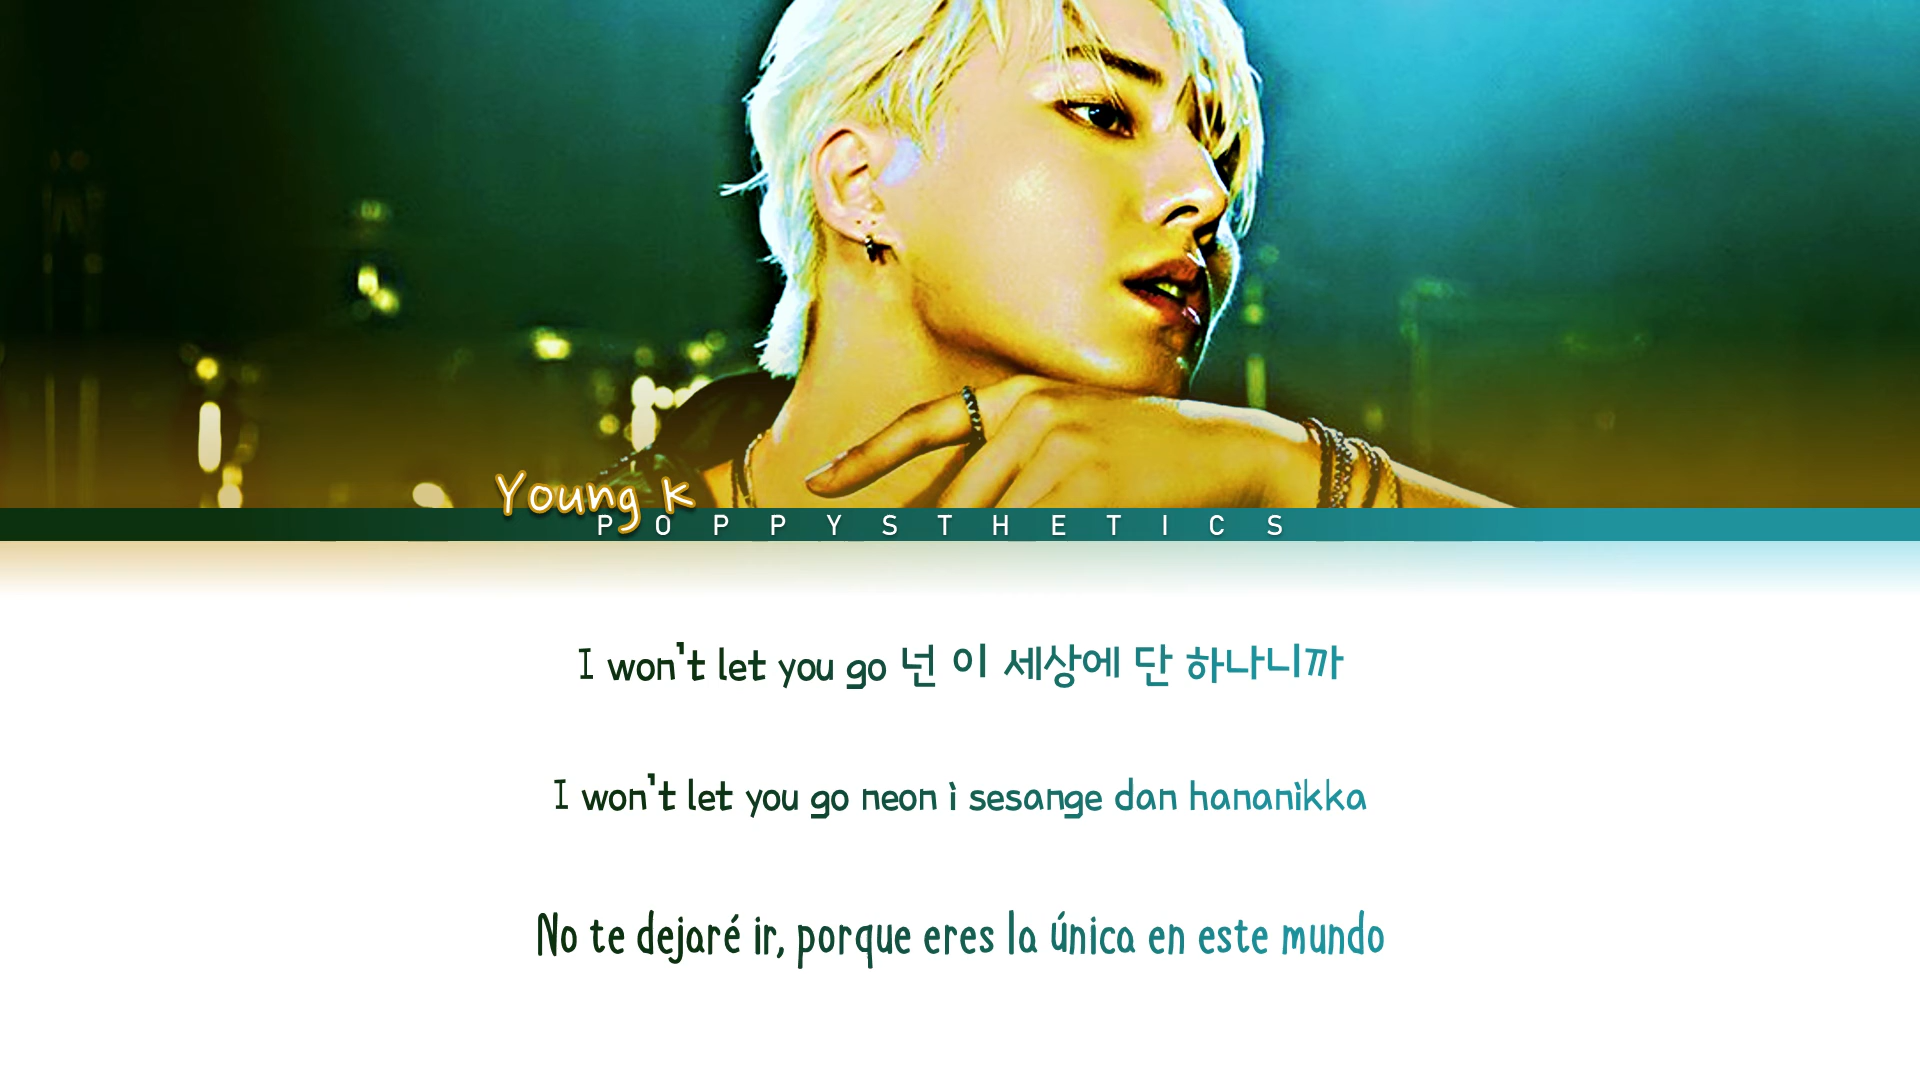 Young K
POPPYSTHETICS
I won't let you go 넌 이 세상에 단 하나니까
I won't let you go neon i sesange dan hananikka
No te dejaré ir, porque eres la única en este mundo